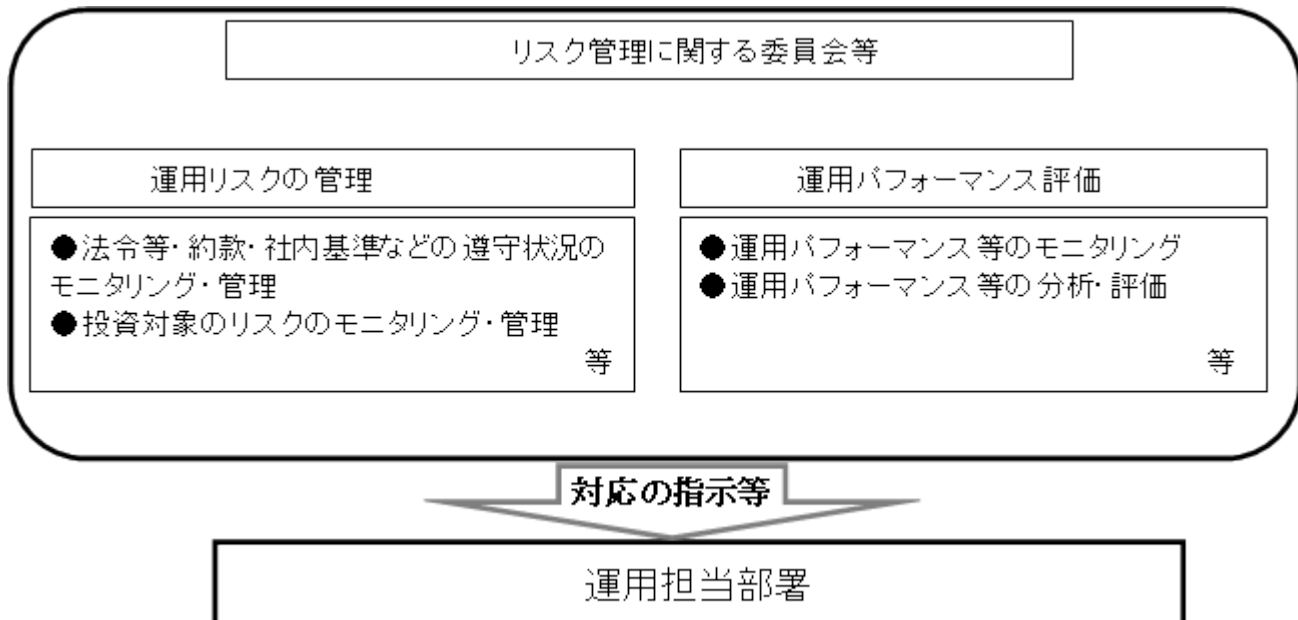 リスク管理に関する委員会等
運用リスクの管理
●法令等・約款・社内基準などの遵守状況の
モニタリング・管理
●投資対象のリスクのモニタリング・管理
等
運用パフォーマンス評価
●運用パフォーマンス等のモニタリング
●運用パフォーマンス等の分析・評価
等
対応の指示等
運用担当部署